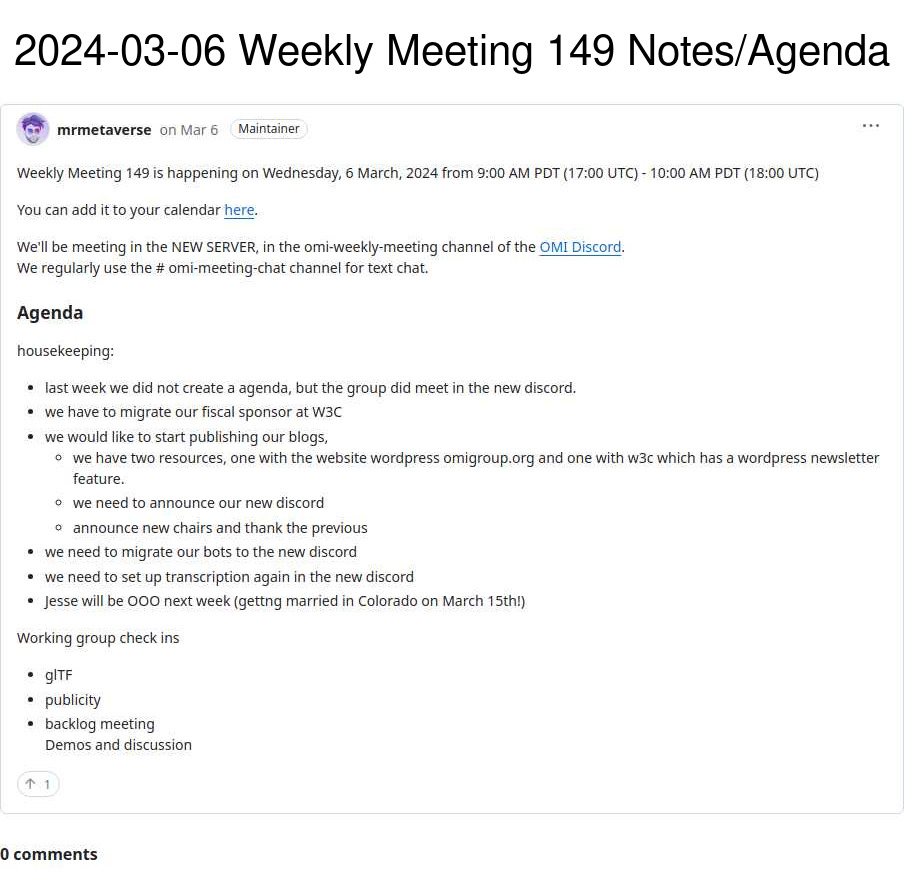 2024-03-06 Weekly Meeting 149 Notes/Agenda
mrmetaverse on Mar 6 Maintainer ...
Weekly Meeting 149 is happening on Wednesday, 6 March, 2024 from 9:00 AM PDT (17:00 UTC) - 10:00 AM PDT (18:00 UTC)
You can add it to your calendar here.
We'll be meeting in the NEW SERVER, in the omi-weekly-meeting channel of the OMI Discord.
We regularly use the # omi-meeting-chat channel for text chat.
Agenda
housekeeping:
• last week we did not create a agenda, but the group did meet in the new discord.
• we have to migrate our fiscal sponsor at W3C
• we would like to start publishing our blogs,
◦ we have two resources, one with the website wordpress omigroup.org and one with w3c which has a wordpress newsletter
feature.
◦ we need to announce our new discord
◦ announce new chairs and thank the previous
• we need to migrate our bots to the new discord
• we need to set up transcription again in the new discord
• Jesse will be OOO next week (gettng married in Colorado on March 15th!)
Working group check ins
• glTF
• publicity
• backlog meeting
Demos and discussion
↑ 1
0 comments